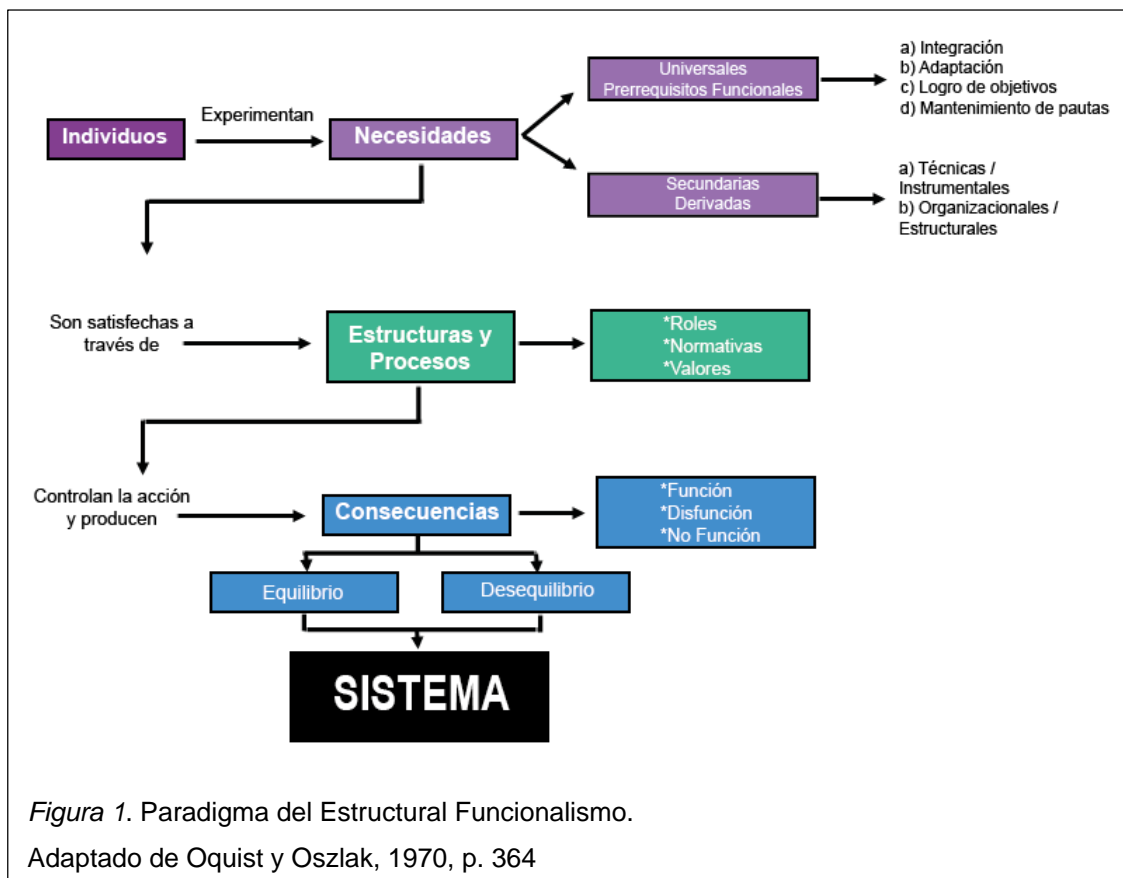 Individuos
Experimentan
Necesidades
Universales
Prerrequisitos Funcionales
a) Integración
b) Adaptación
c) Logro de objetivos
d) Mantenimiento de pautas
Secundarias
Derivadas
a) Técnicas /
Instrumentales
b) Organizacionales /
Estructurales
Son satisfechas a
través de
Estructuras y
Procesos
*Roles
*Normativas
*Valores
Controlan la acción
y producen
Consecuencias
*Función
*Disfunción
*No Función
Equilibrio
Desequilibrio
SISTEMA
Figura 1. Paradigma del Estructural Funcionalismo.
Adaptado de Oquist y Oszlak, 1970, p. 364